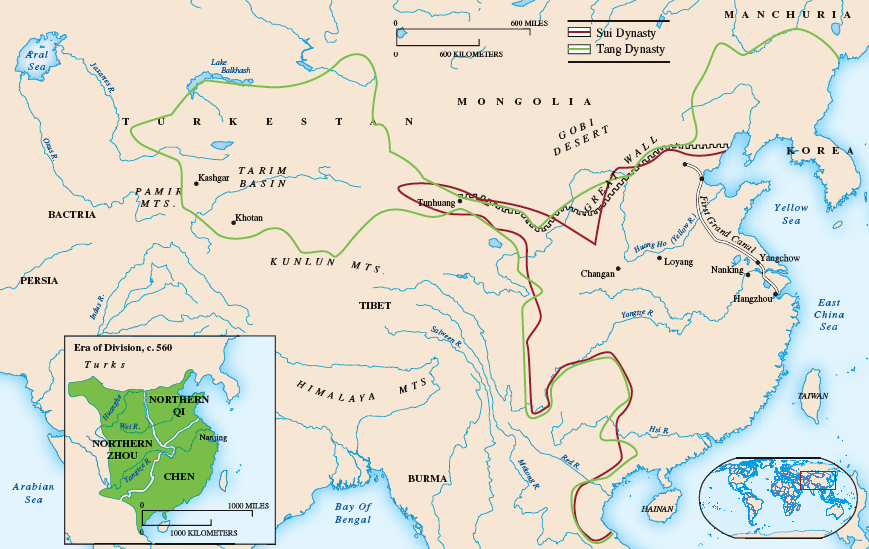 0 600 MILES
0 600 KILOMETERS
Sui Dynasty
Tang Dynasty
MANCHURIA
Aral
Sea
Jaxartes R.
Lake
Balkhash
MONGOLIA
TURKESTAN
GOBI
DESERT
GREAT WALL
KOREA
Oxus R.
Kashgar
TARIM
BASIN
PAMIR
MTS.
Tunhuang
First Grand Canal
Yellow
Sea
BACTRIA
Khotan
Huang Ho (Yellow R.)
KUNLUN MTS.
Changan
Loyang
Yangchow
Nanking
Hangzhou
PERSIA
Indus R.
TIBET
Salween R.
Yangtze R.
East
China
Sea
Era of Division, c. 560
Turks
NORTHERN
QI
Huangho
Wei R.
NORTHERN
ZHOU
Nanjing
Yangtze R.
CHEN
0 1000 MILES
0 1000 KILOMETERS
HIMALAYA MTS
TAIWAN
Hsi R.
Red R.
Mekong R.
BURMA
Arabian
Sea
Bay Of
Bengal
HAINAN